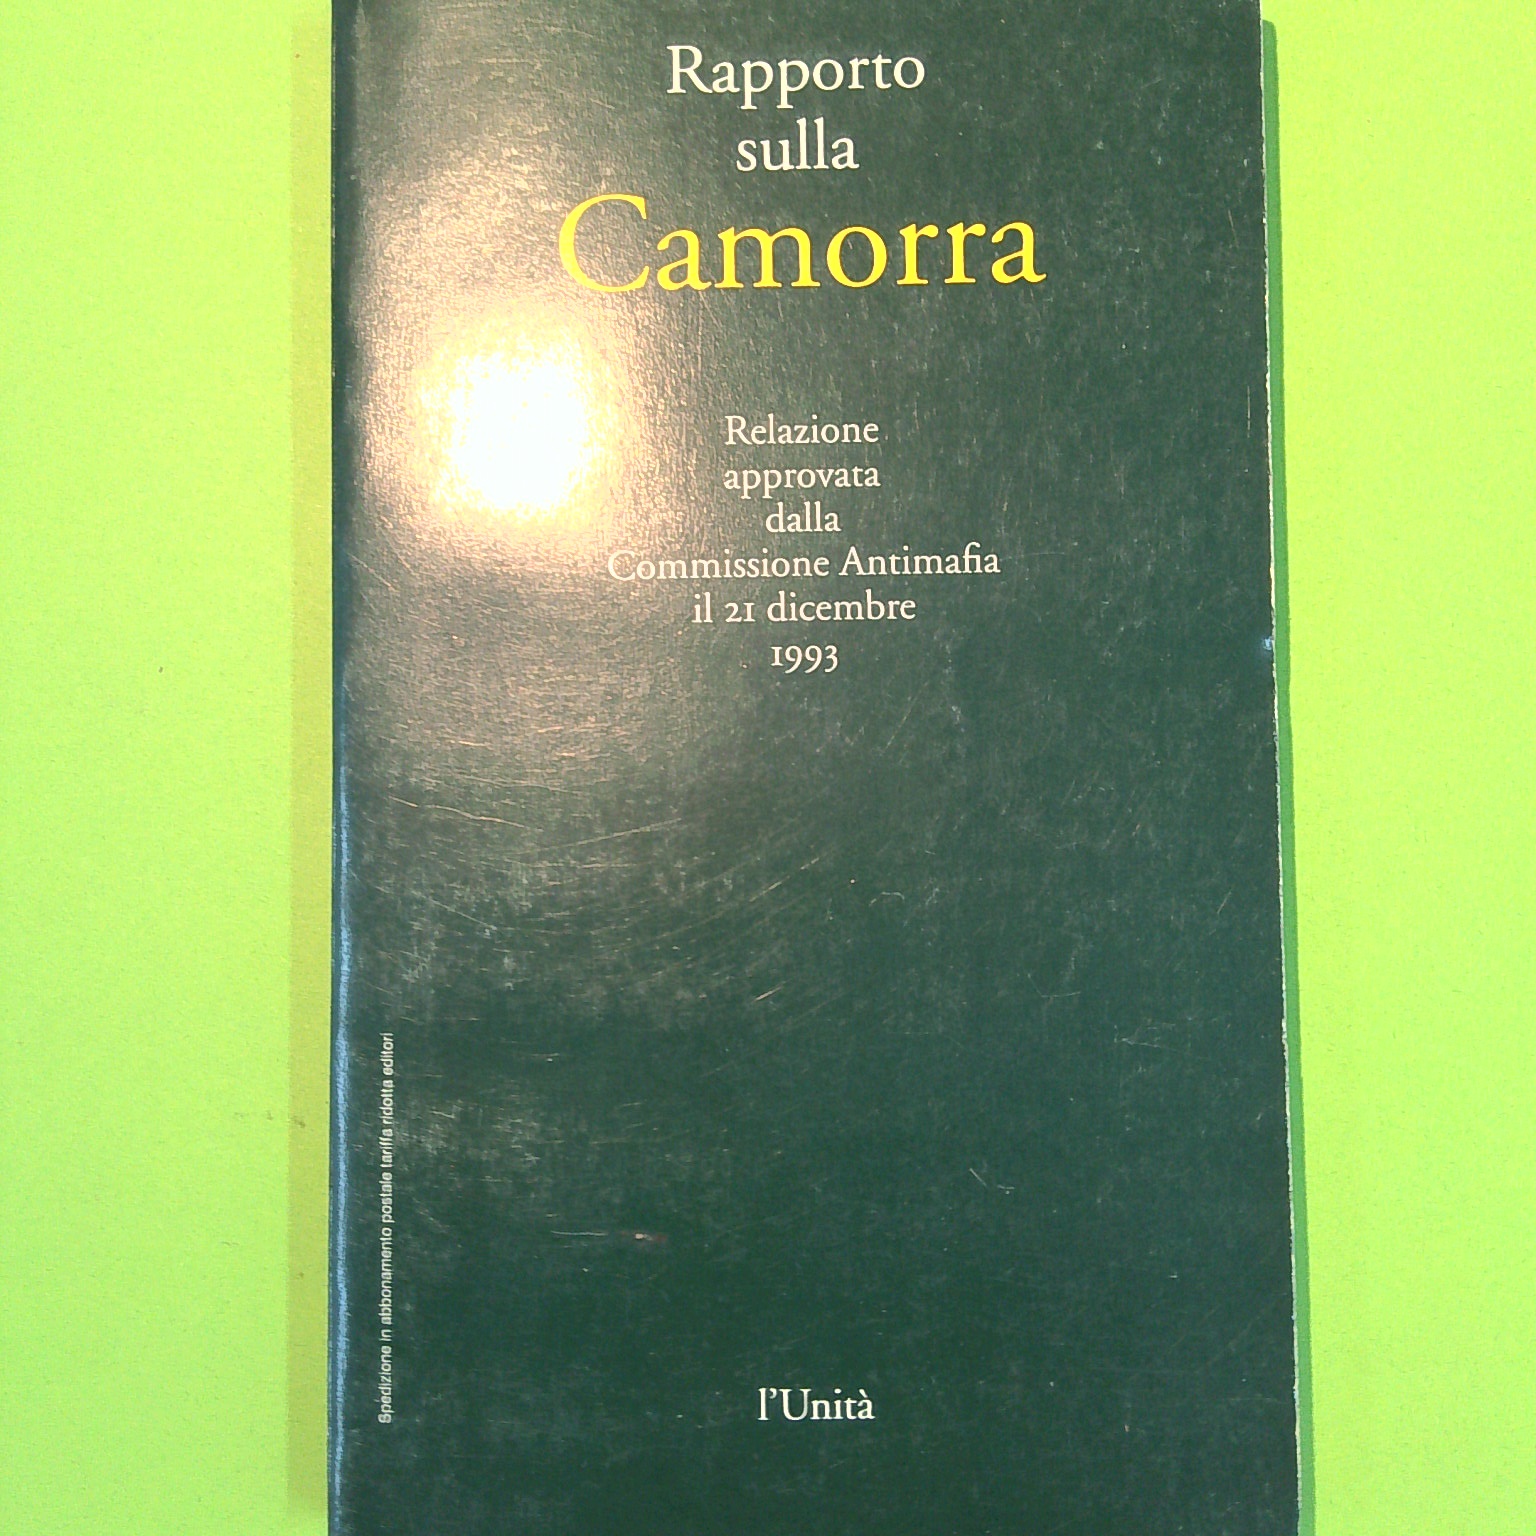 Rapporto
sulla
Camorra
Relazione
approvata
dalla
Commissione Antimafia
il 21 dicembre
1993
Spedizione in abbonamento postale tariffa ridotta editori
l'Unità